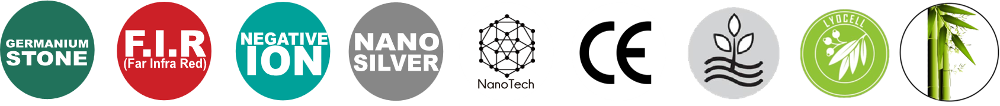 GERMANIUM
STONE
F.I.R
(Far Infra Red)
NEGATIVE
ION
NANO
SILVER
NanoTech
CE
LYOCELL